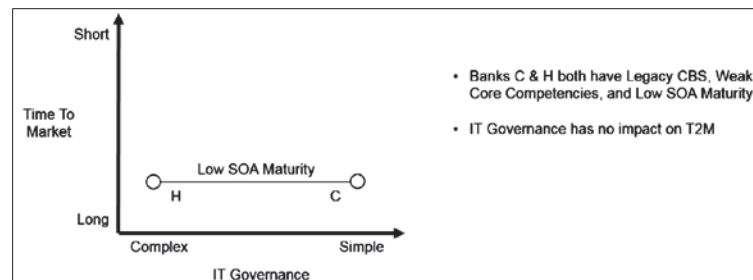 Short
Time To
Market
Low SOA Maturity
H
C
Long
Complex
Simple
IT Governance
• Banks C & H both have Legacy CBS, Weak
Core Competencies, and Low SOA Maturity
• IT Governance has no impact on T2M